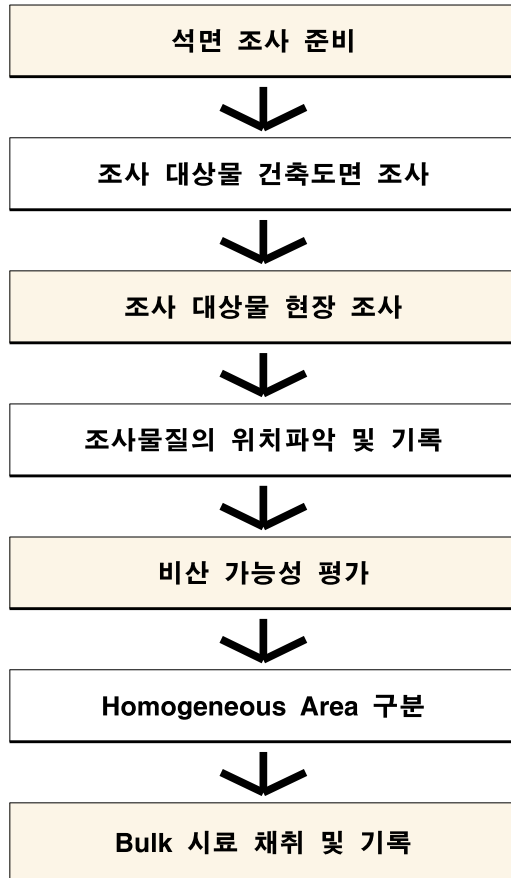 석면 조사 준비
조사 대상물 건축도면 조사
조사 대상물 현장 조사
조사물질의 위치파악 및 기록
비산 가능성 평가
Homogeneous Area 구분
Bulk 시료 채취 및 기록